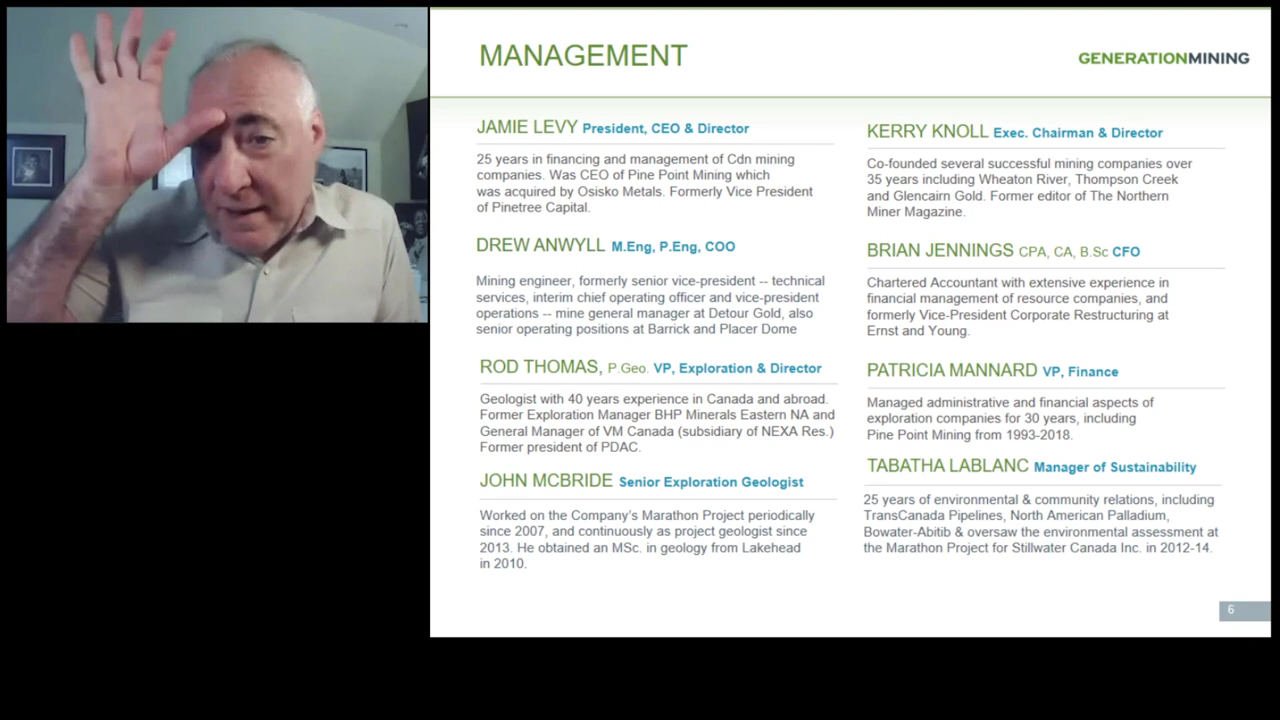 MANAGEMENT
GENERATIONMINING
JAMIE LEVY President, CEO & Director
25 years in financing and management of Cdn mining
companies. Was CEO of Pine Point Mining which
was acquired by Osisko Metals. Formerly Vice President
of Pinetree Capital.
DREW ANWYLL M.Eng, P.Eng, COO
Mining engineer, formerly senior vice-president -- technical
services, interim chief operating officer and vice-president
operations -- mine general manager at Detour Gold, also
senior operating positions at Barrick and Placer Dome
ROD THOMAS, P.Geo. VP, Exploration & Director
Geologist with 40 years experience in Canada and abroad.
Former Exploration Manager BHP Minerals Eastern NA and
General Manager of VM Canada (subsidiary of NEXA Res.)
Former president of PDAC.
JOHN MCBRIDE Senior Exploration Geologist
Worked on the Company's Marathon Project periodically
since 2007, and continuously as project geologist since
2013. He obtained an MSc. in geology from Lakehead
in 2010.
KERRY KNOLL Exec. Chairman & Director
Co-founded several successful mining companies over
35 years including Wheaton River, Thompson Creek
and Glencairn Gold. Former editor of The Northern
Miner Magazine.
BRIAN JENNINGS CPA, CA, B.Sc CFO
Chartered Accountant with extensive experience in
financial management of resource companies, and
formerly Vice-President Corporate Restructuring at
Ernst and Young.
PATRICIA MANNARD VP, Finance
Managed administrative and financial aspects of
exploration companies for 30 years, including
Pine Point Mining from 1993-2018.
TABATHA LABLANC Manager of Sustainability
25 years of environmental & community relations, including
TransCanada Pipelines, North American Palladium,
Bowater-Abitib & oversaw the environmental assessment at
the Marathon Project for Stillwater Canada Inc. in 2012-14.
6